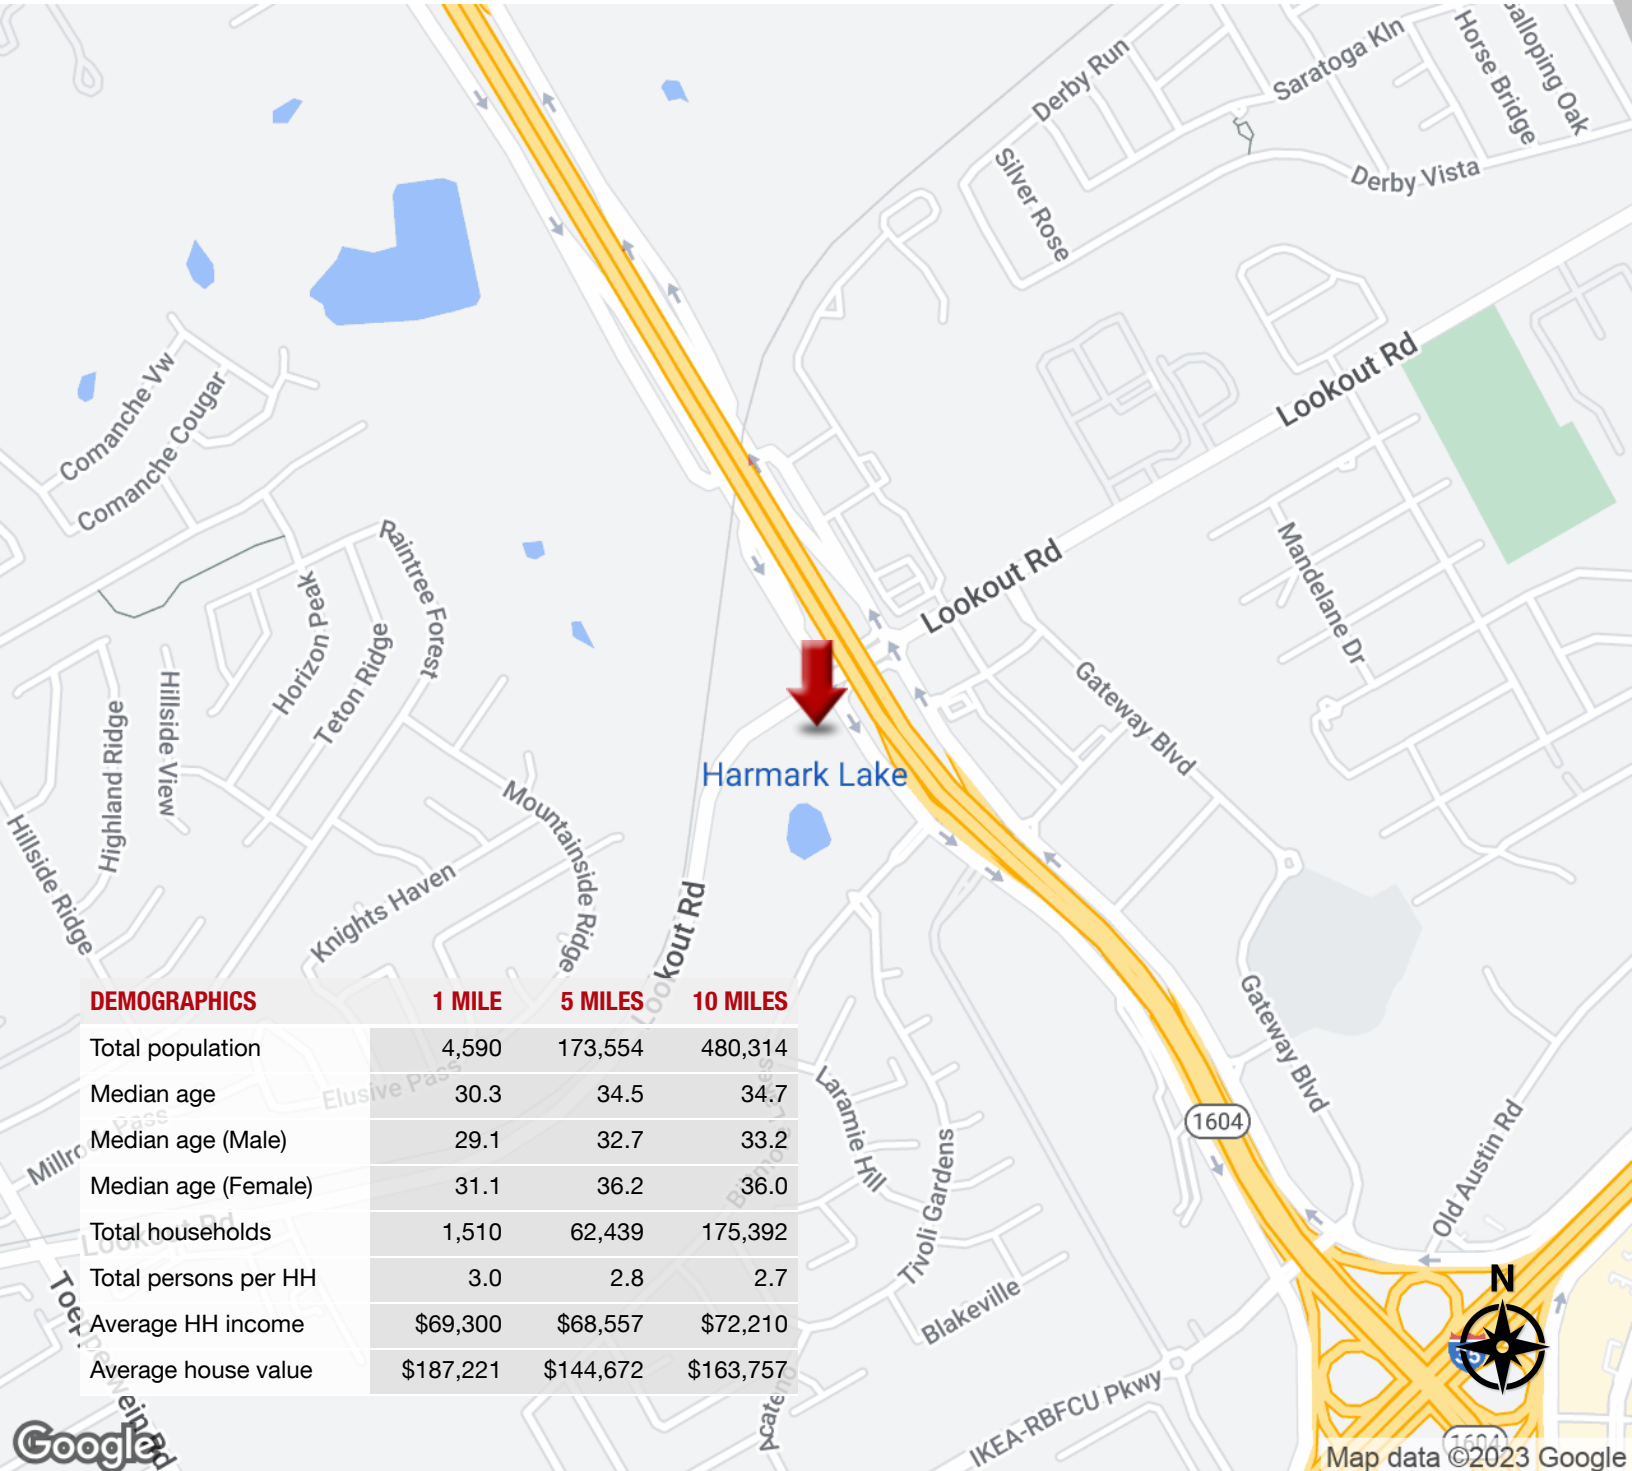 Derby Run
Saratoga Kln
Horse Bridge
Galloping Oak
Silver Rose
Derby Vista
Lookout Rd
Comanche Vw
Comanche Cougar
Raintree Forest
Horizon Peak
Teton Ridge
Hillside View
Highland Ridge
Hillside Ridge
Lookout Rd
Mandelane Dr
Gateway Blvd
Harmark Lake
Mountainside Ridge
Knights Haven
Lookout Rd
Gateway Blvd
DEMOGRAPHICS 1 MILE 5 MILES 10 MILES
Total population 4,590 173,554 480,314
Median age 30.3 34.5 34.7
Median age (Male) 29.1 32.7 33.2
Median age (Female) 31.1 36.2 36.0
Total households 1,510 62,439 175,392
Total persons per HH 3.0 2.8 2.7
Average HH income $69,300 $68,557 $72,210
Average house value $187,221 $144,672 $163,757
Elusive Pass
Pass
Lookout Rd
Laramie Hill
Tivoli Gardens
Blakeville
1604
Old Austin Rd
N
35
IKEA-RBFCU Pkwy
1604
Google
Map data ©2023 Google